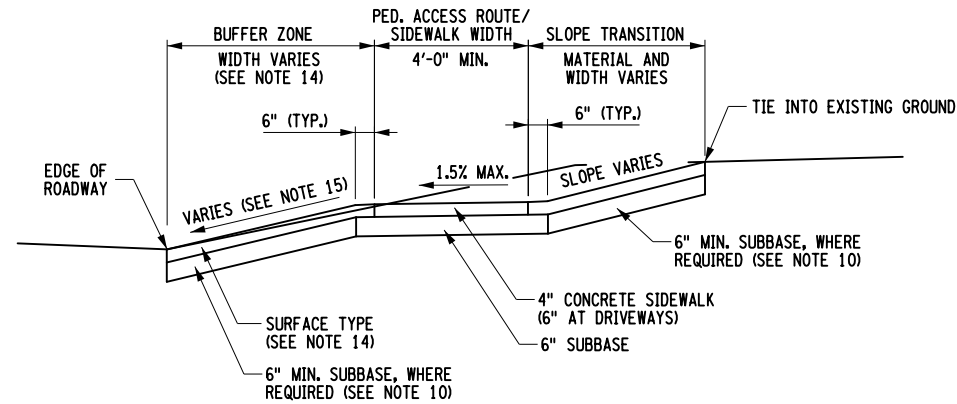 BUFFER ZONE
WIDTH VARIES
(SEE NOTE 14)
PED. ACCESS ROUTE/
SIDEWALK WIDTH
4'-0" MIN.
SLOPE TRANSITION
MATERIAL AND
WIDTH VARIES
6" (TYP.)
6" (TYP.)
TIE INTO EXISTING GROUND
EDGE OF
ROADWAY
VARIES (SEE NOTE 15)
1.5% MAX.
SLOPE VARIES
6" MIN. SUBBASE, WHERE
REQUIRED (SEE NOTE 10)
4" CONCRETE SIDEWALK
(6" AT DRIVEWAYS)
6" SUBBASE
SURFACE TYPE
(SEE NOTE 14)
6" MIN. SUBBASE, WHERE
REQUIRED (SEE NOTE 10)